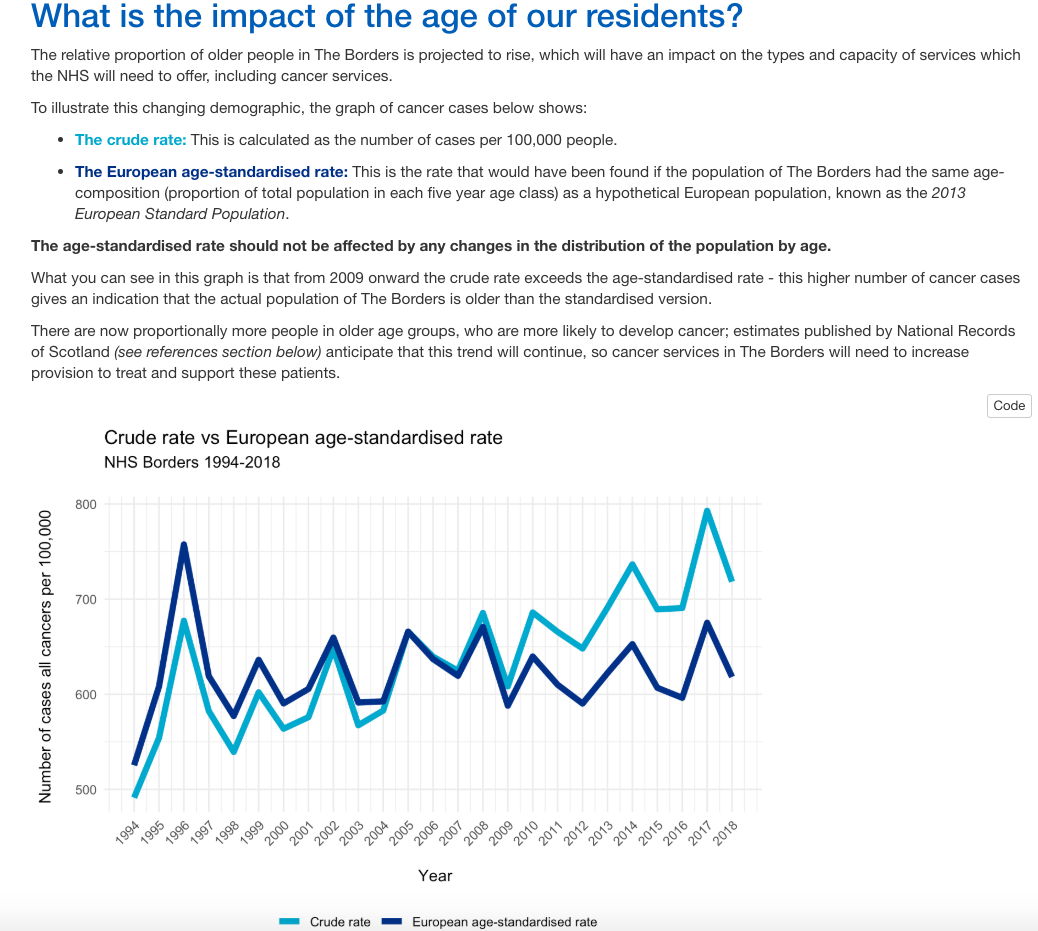 What is the impact of the age of our residents?
The relative proportion of older people in The Borders is projected to rise, which will have an impact on the types and capacity of services which
the NHS will need to offer, including cancer services.
To illustrate this changing demographic, the graph of cancer cases below shows:
• The crude rate: This is calculated as the number of cases per 100,000 people.
• The European age-standardised rate: This is the rate that would have been found if the population of The Borders had the same age-
composition (proportion of total population in each five year age class) as a hypothetical European population, known as the 2013
European Standard Population.
The age-standardised rate should not be affected by any changes in the distribution of the population by age.
What you can see in this graph is that from 2009 onward the crude rate exceeds the age-standardised rate - this higher number of cancer cases
gives an indication that the actual population of The Borders is older than the standardised version.
There are now proportionally more people in older age groups, who are more likely to develop cancer; estimates published by National Records
of Scotland (see references section below) anticipate that this trend will continue, so cancer services in The Borders will need to increase
provision to treat and support these patients.
Code
Crude rate vs European age-standardised rate
NHS Borders 1994-2018
Number of cases all cancers per 100,000
800
700
600
500
1994 1995 1996 1997 1998 1999 2000 2001 2002 2003 2004 2005 2006 2007 2008 2009 2010 2011 2012 2013 2014 2015 2016 2017 2018
Year
Crude rate European age-standardised rate